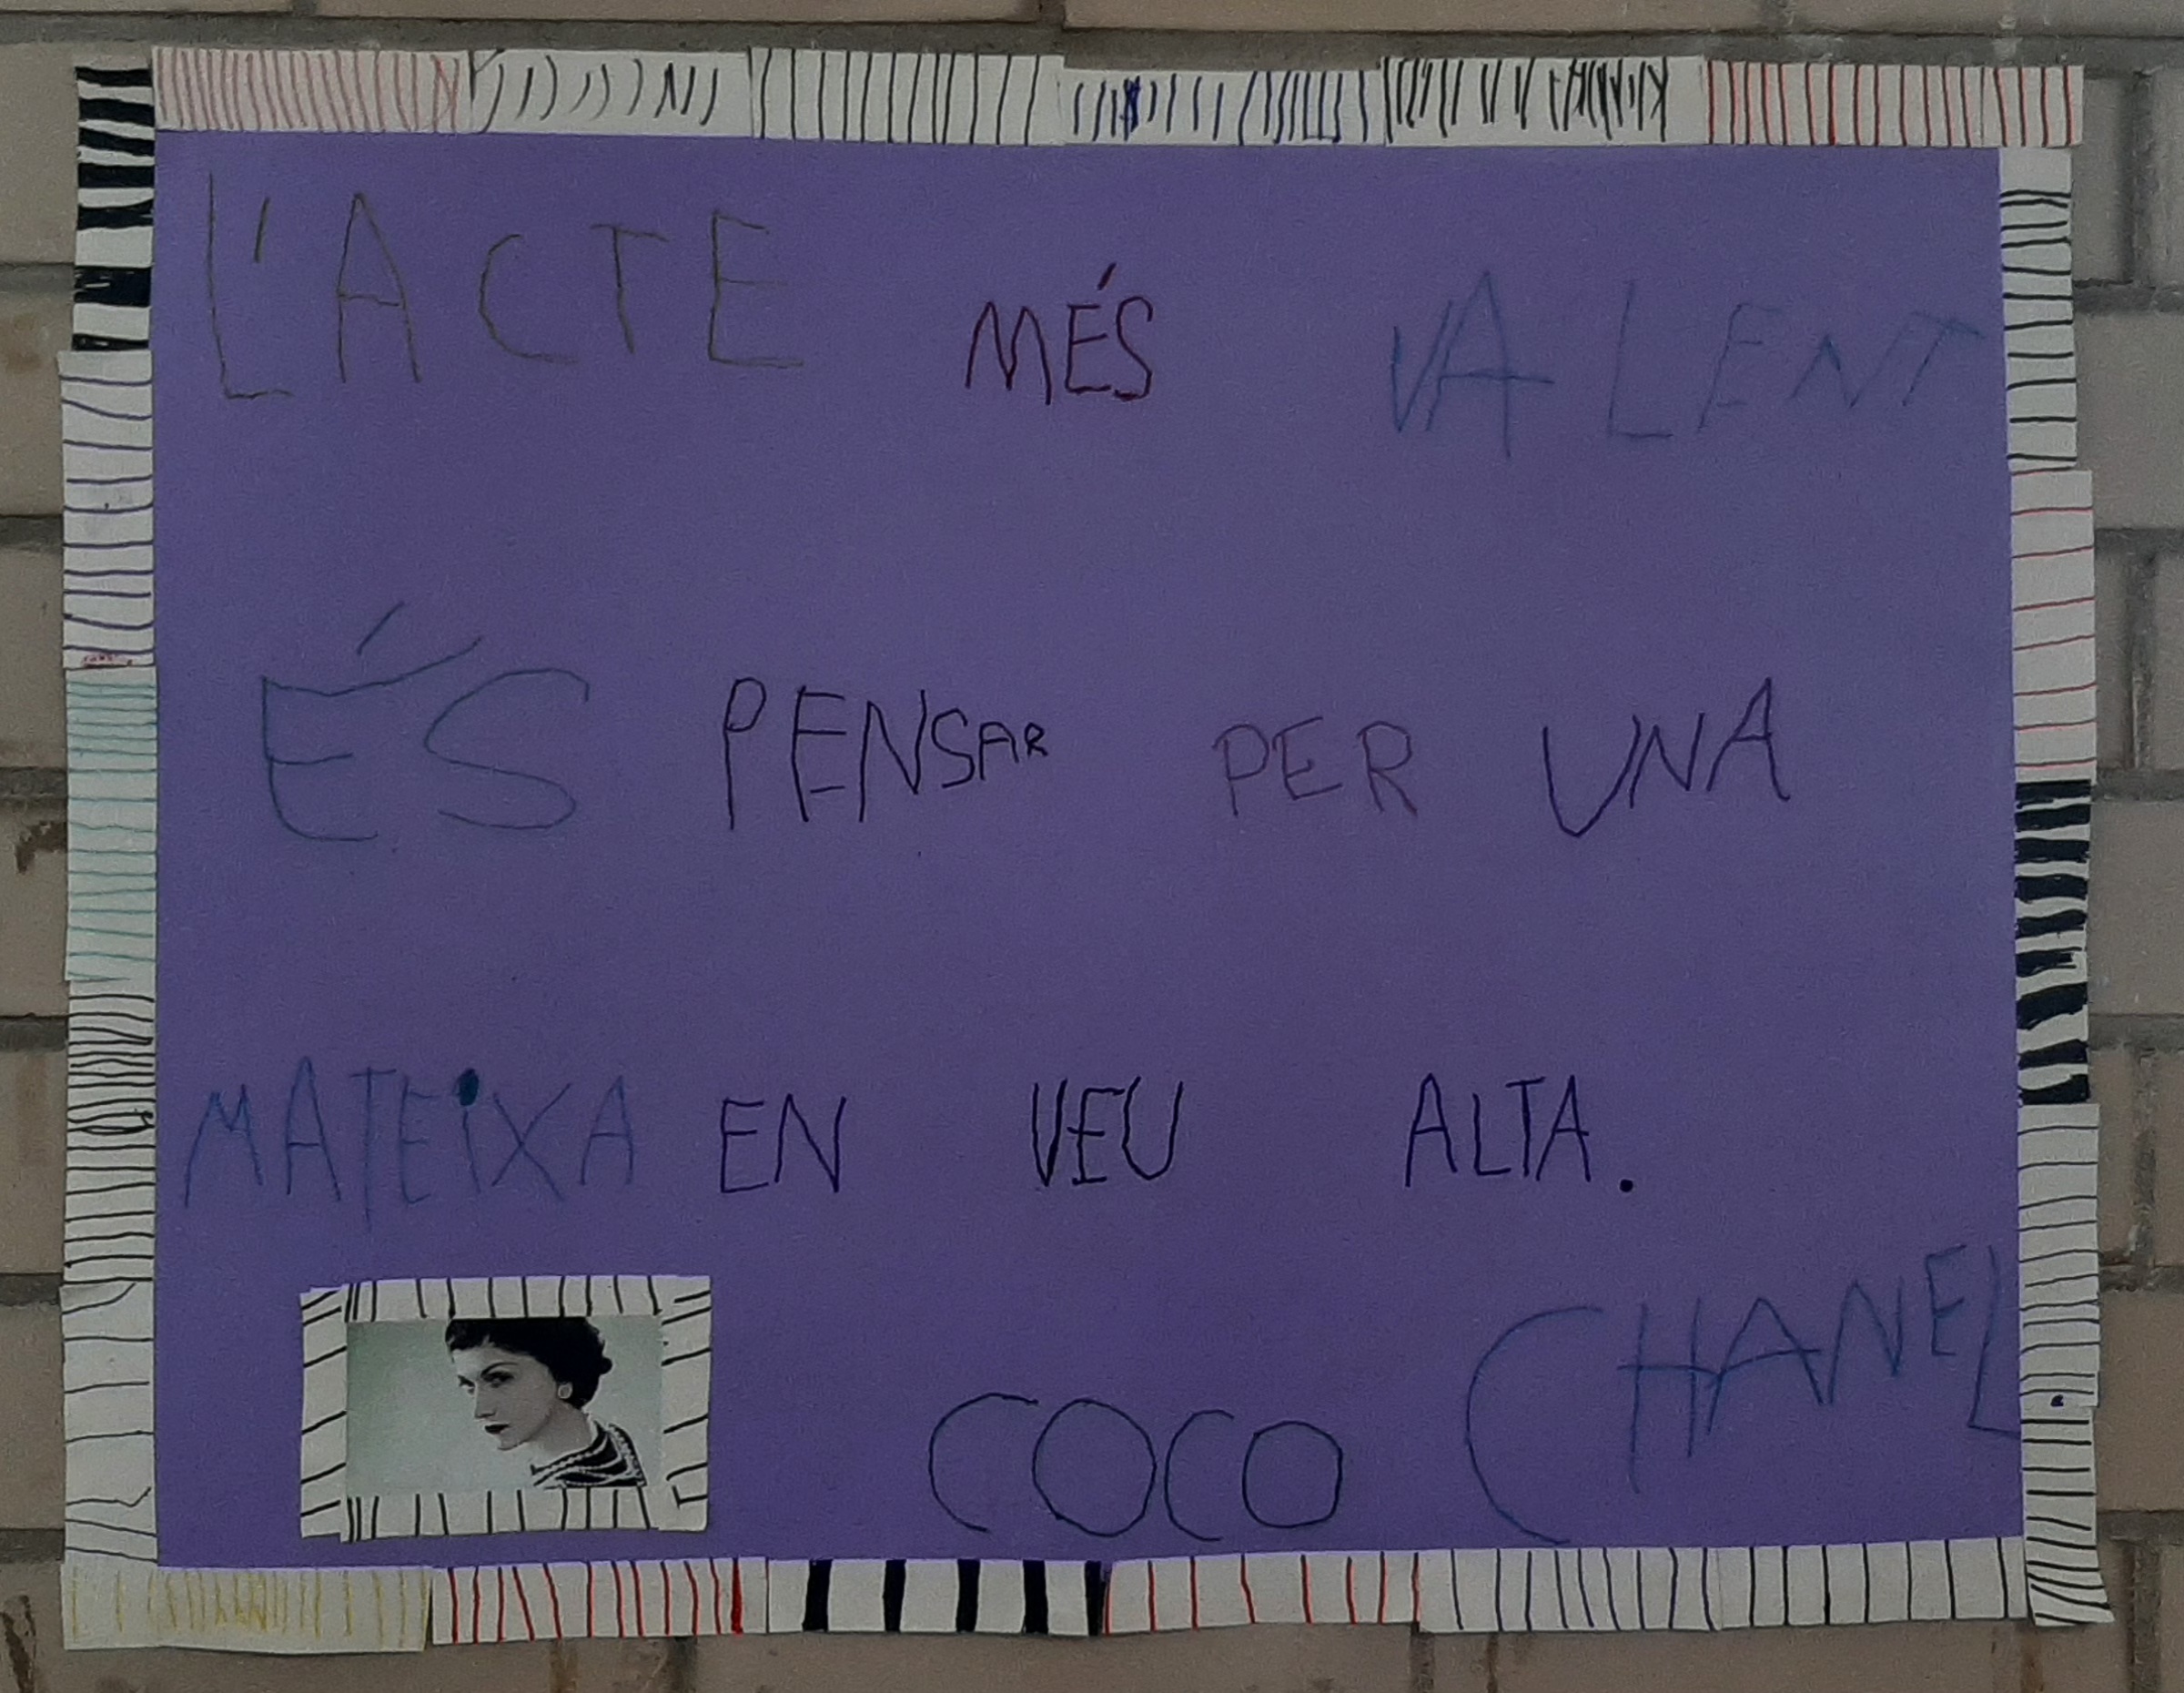 L'ACTE MÉS VALENT
ÉS PENSAR PER UNA
MATEIXA EN VEU ALTA.
COCO CHANEL